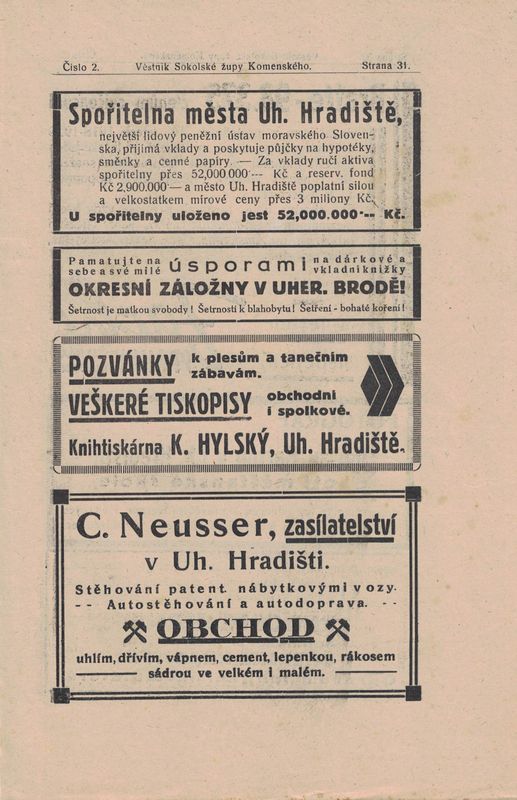 Číslo 2. Věstník Sokolské župy Komenského. Strana 31.
Spořitelna města Uh. Hradiště,
největší lidový peněžní ústav moravského Sloven-
ska, přijímá vklady a poskytuje půjčky na hypotéky,
směnky a cenné papíry. — Za vklady ručí aktiva
spořitelny přes 52,000 000·— Kč a reserv. fond
Kč 2,900.000·— a město Uh. Hradiště poplatní silou
a velkostatkem mírové ceny přes 3 miliony Kč.
U spořitelny uloženo jest 52,000.000·-- Kč.
Pamatujte na
sebe a své milé
úsporami
na dárkové a
vkladní knížky
OKRESNÍ ZÁLOŽNY V UHER. BRODĚ!
Šetrnost je matkou svobody! Šetrností k blahobytu! Šetření - bohaté koření!
POZVÁNKY k plesům a tanečním
zábavám.
VEŠKERÉ TISKOPISY obchodní
i spolkové.
Knihtiskárna K. HYLSKÝ, Uh. Hradiště.
C. Neusser, zasílatelství
v Uh. Hradišti.
Stěhování patent. nábytkovými vozy.
-- Autostěhování a autodoprava. --
OBCHOD
uhlím, dřívím, vápnem, cement, lepenkou, rákosem
sádrou ve velkém i malém.